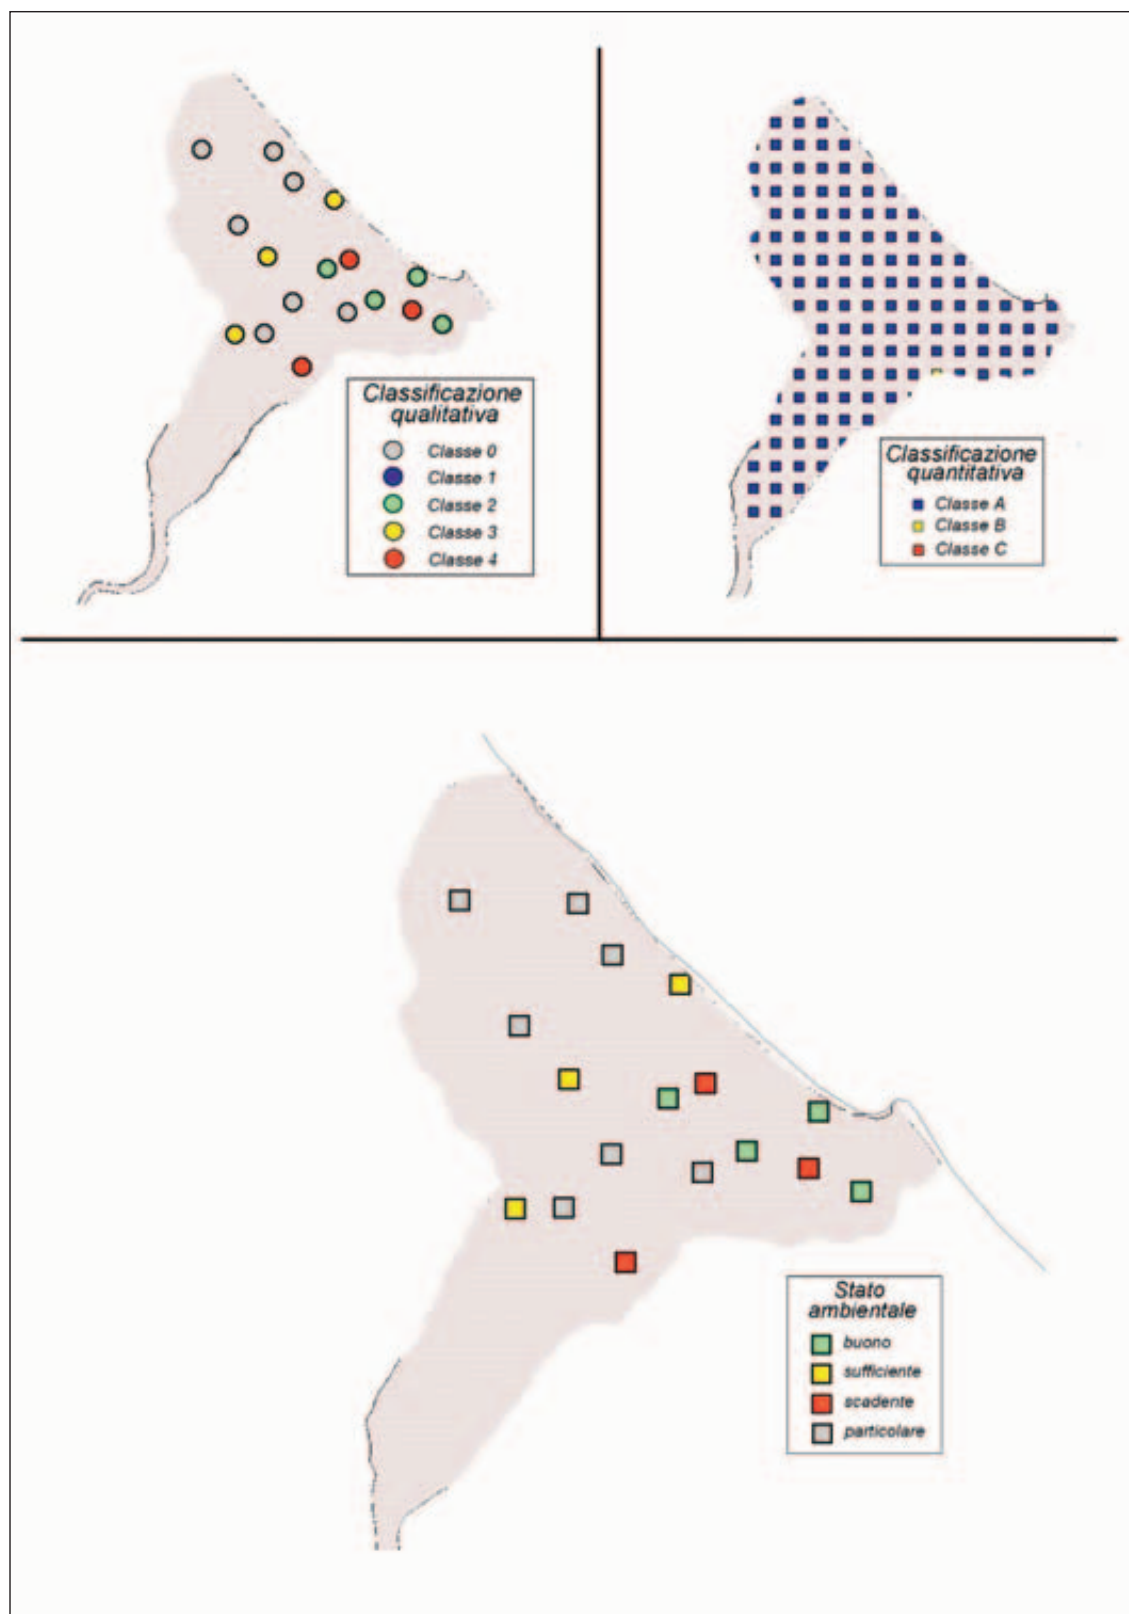 Classificazione
qualitativa
Classe 0
Classe 1
Classe 2
Classe 3
Classe 4
Classificazione
quantitativa
Classe A
Classe B
Classe C
Stato
ambientale
buono
sufficiente
scadente
particolare